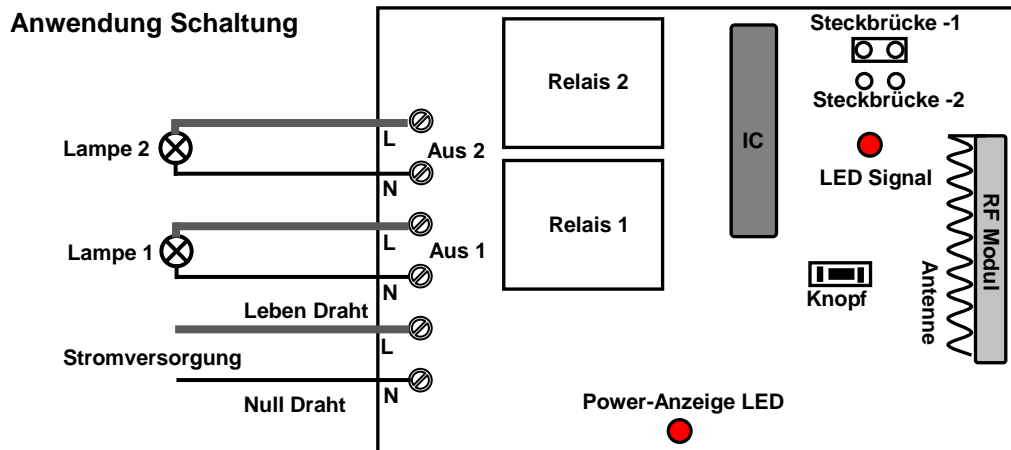 Anwendung Schaltung
Steckbrücke -1
Relais 2
Steckbrücke -2
L
Lampe 2
Aus 2
IC
N
LED Signal
Relais 1
L
Lampe 1
Aus 1
N
RF Modul
Antenne
Knopf
Leben Draht
L
Stromversorgung
N
Null Draht
Power-Anzeige LED